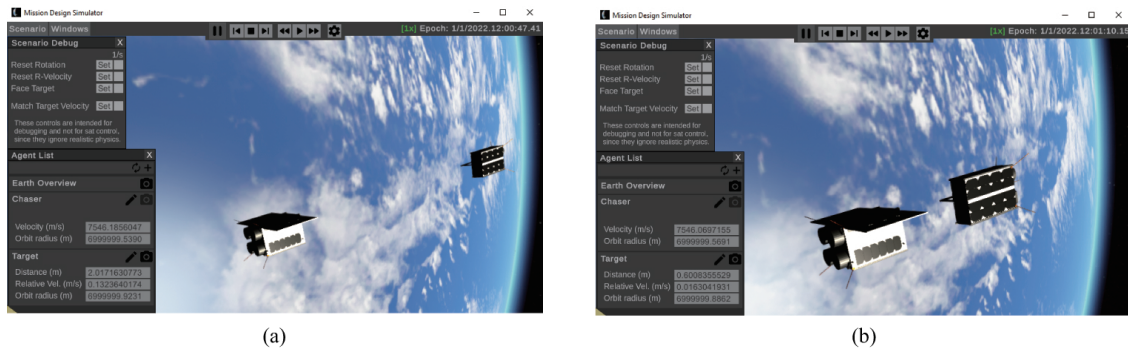 Mission Design Simulator
Scenario Windows
[1x] Epoch: 1/1/2022.12:00:47.41
Scenario Debug X
1/s
Reset Rotation Set
Reset R-Velocity Set
Face Target Set
Match Target Velocity Set
These controls are intended for
debugging and not for sat control,
since they ignore realistic physics.
Agent List X
Earth Overview
Chaser
Velocity (m/s) 7546.1856047
Orbit radius (m) 6999999.5390
Target
Distance (m) 2.0171630773
Relative Vel. (m/s) 0.1323640174
Orbit radius (m) 6999999.9231
(a)
Mission Design Simulator
Scenario Windows
[1x] Epoch: 1/1/2022.12:01:10.15
Scenario Debug X
1/s
Reset Rotation Set
Reset R-Velocity Set
Face Target Set
Match Target Velocity Set
These controls are intended for
debugging and not for sat control,
since they ignore realistic physics.
Agent List X
Earth Overview
Chaser
Velocity (m/s) 7546.0697155
Orbit radius (m) 6999999.5691
Target
Distance (m) 0.6008355529
Relative Vel. (m/s) 0.0163041931
Orbit radius (m) 6999999.8862
(b)